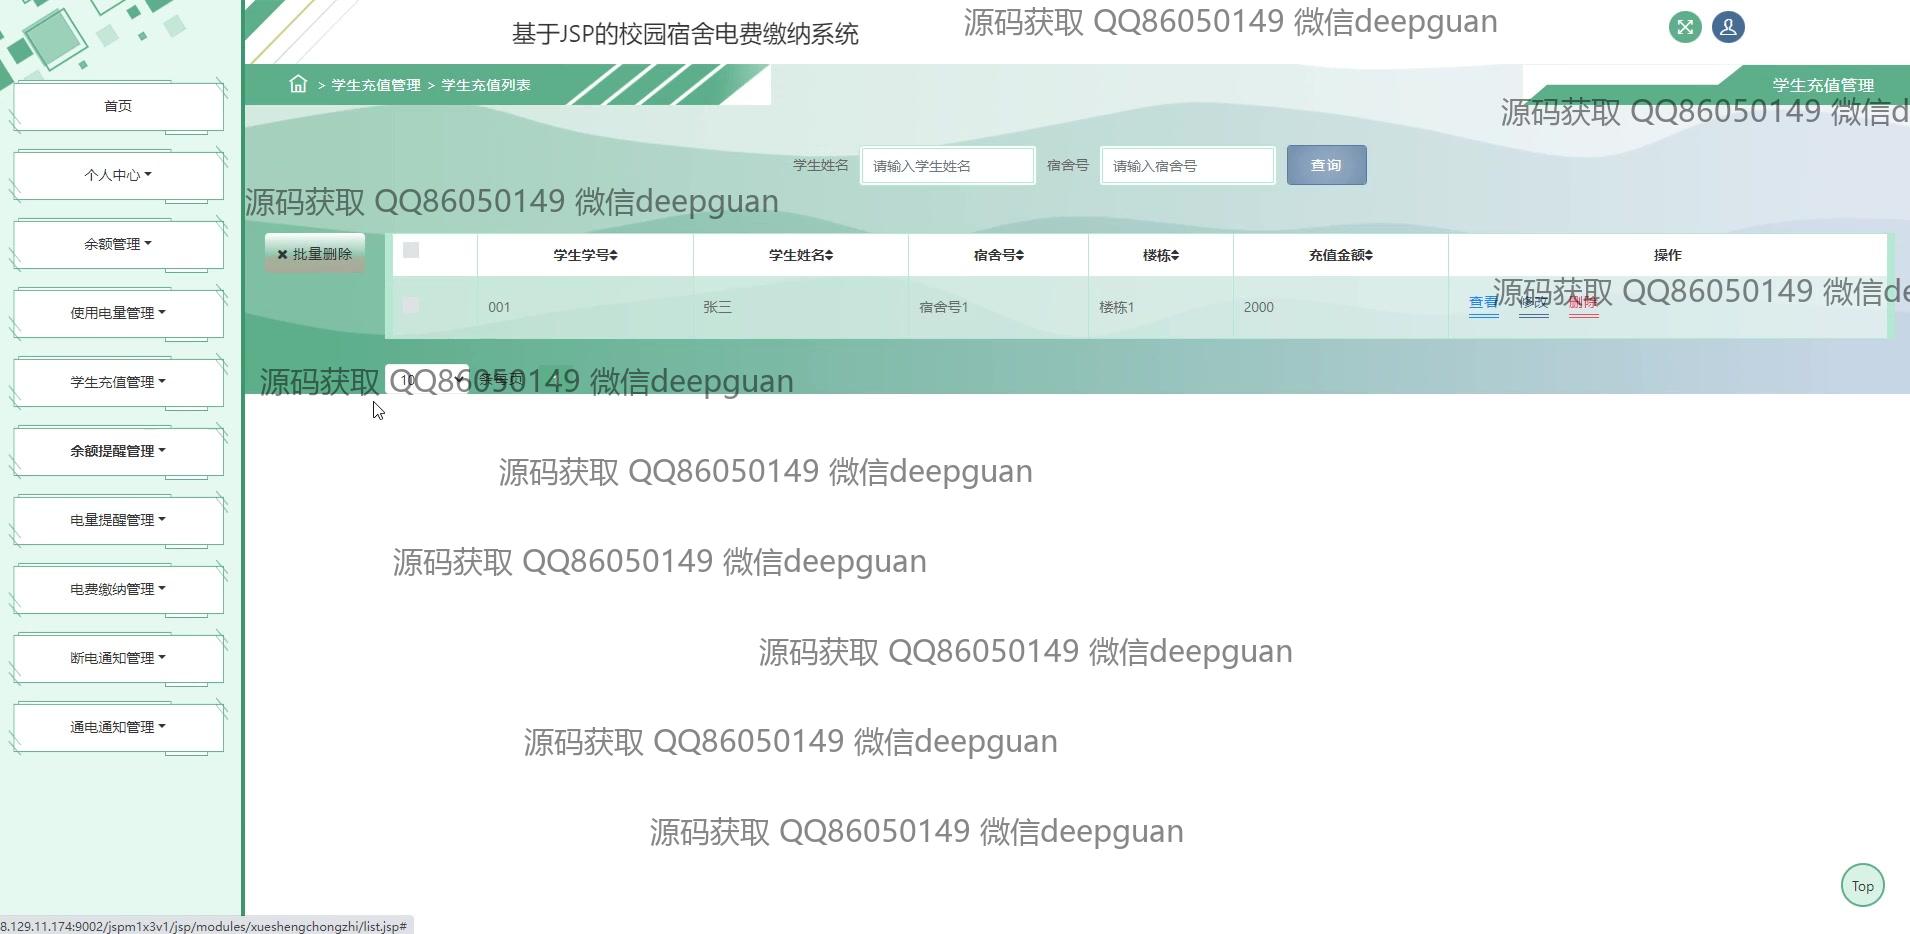 基于JSP的校园宿舍电费缴纳系统
源码获取 QQ86050149 微信deepguan
> 学生充值管理 > 学生充值列表
学生充值管理
源码获取 QQ86050149 微信d
首页
个人中心
余额管理
使用电量管理
学生充值管理
余额提醒管理
电量提醒管理
电费缴纳管理
断电通知管理
通电通知管理
学生姓名 请输入学生姓名 宿舍号 请输入宿舍号 查询
源码获取 QQ86050149 微信deepguan
批量删除
学生学号 学生姓名 宿舍号 楼栋 充值金额 操作
001 张三 宿舍号1 楼栋1 2000 查看 修改 删除
源码获取 QQ86050149 微信de
10 条每页
源码获取 QQ86050149 微信deepguan
源码获取 QQ86050149 微信deepguan
源码获取 QQ86050149 微信deepguan
源码获取 QQ86050149 微信deepguan
源码获取 QQ86050149 微信deepguan
源码获取 QQ86050149 微信deepguan
Top
8.129.11.174:9002/jspm1x3v1/jsp/modules/xueshengchongzhi/list.jsp#